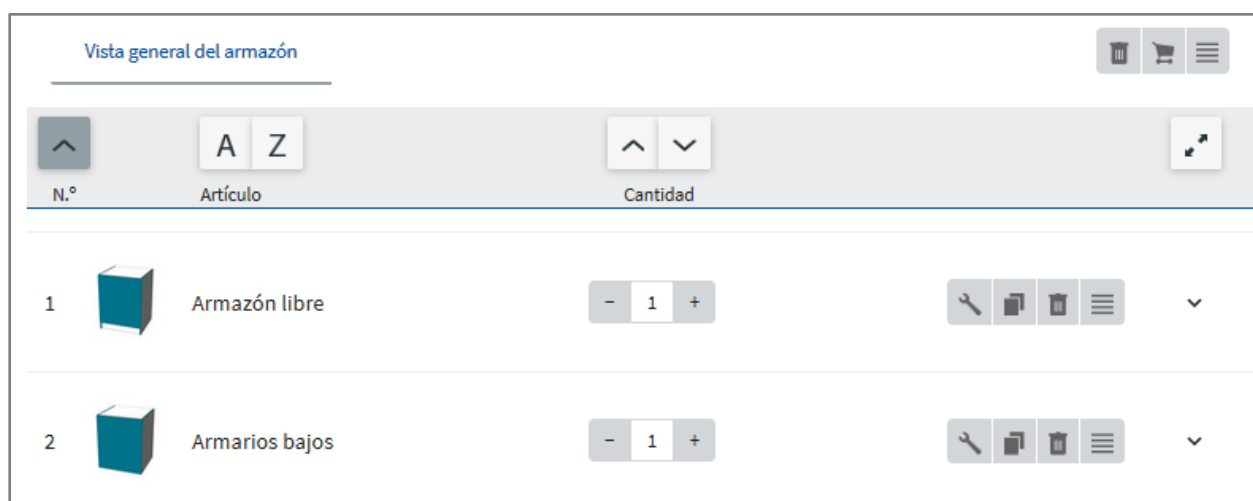 Vista general del armazón
A Z
N.° Artículo Cantidad
1 Armazón libre - 1 +
2 Armarios bajos - 1 +